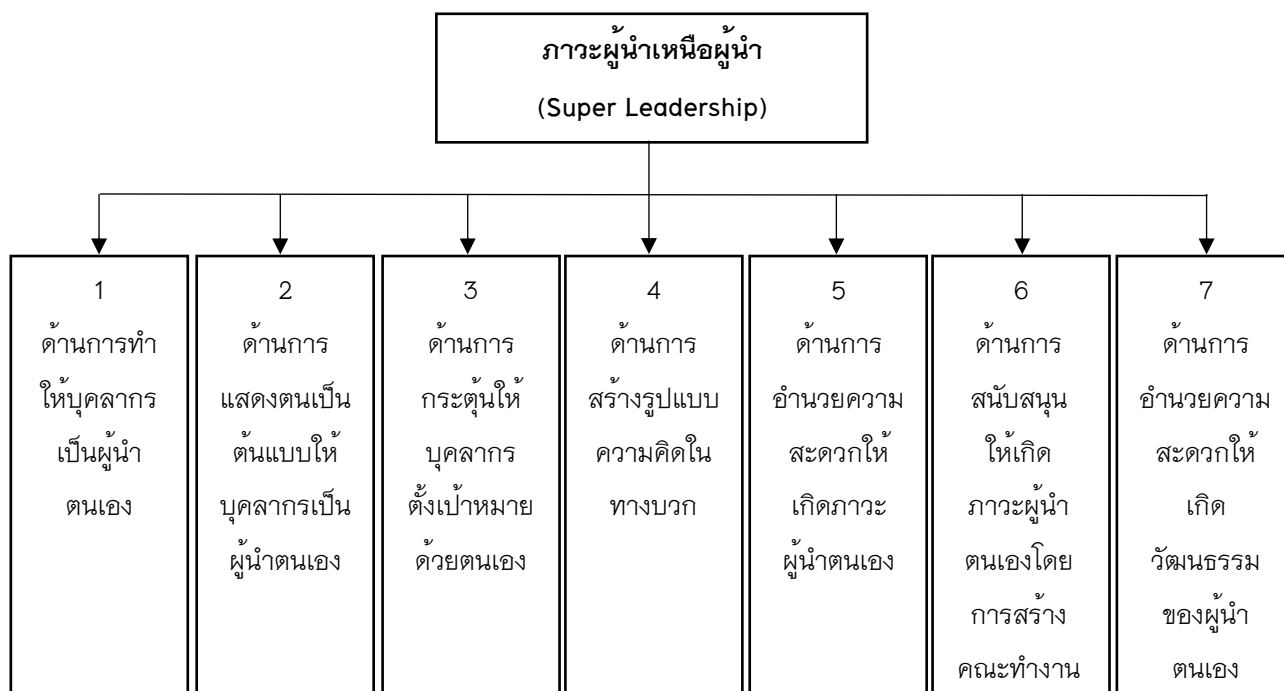 ภาวะผู้นำเหนือผู้นำ
(Super Leadership)
1
ด้านการทำ
ให้บุคลากร
เป็นผู้นำ
ตนเอง
2
ด้านการ
แสดงตนเป็น
ต้นแบบให้
บุคลากรเป็น
ผู้นำตนเอง
3
ด้านการ
กระตุ้นให้
บุคลากร
ตั้งเป้าหมาย
ด้วยตนเอง
4
ด้านการ
สร้างรูปแบบ
ความคิดใน
ทางบวก
5
ด้านการ
อำนวยความ
สะดวกให้
เกิดภาวะ
ผู้นำตนเอง
6
ด้านการ
สนับสนุน
ให้เกิด
ภาวะผู้นำ
ตนเองโดย
การสร้าง
คณะทำงาน
7
ด้านการ
อำนวยความ
สะดวกให้
เกิด
วัฒนธรรม
ของผู้นำ
ตนเอง